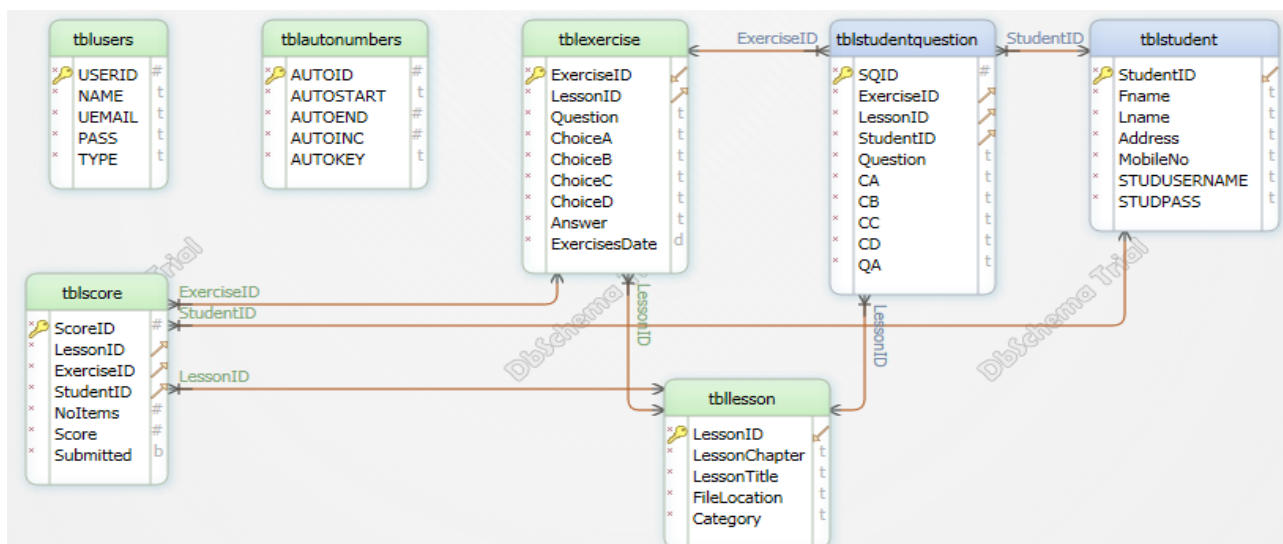 tblusers
USERID #
NAME t
UEMAIL t
PASS t
TYPE t
tblautonumbers
AUTOID #
AUTOSTART t
AUTOEND #
AUTOINC #
AUTOKEY t
tblexercise
ExerciseID
LessonID
Question t
ChoiceA t
ChoiceB t
ChoiceC t
ChoiceD t
Answer t
ExercisesDate d
ExerciseID
tblstudentquestion
SQID #
ExerciseID
LessonID
StudentID
Question t
CA t
CB t
CC t
CD t
QA t
StudentID
tblstudent
StudentID
Fname t
Lname t
Address t
MobileNo t
STUDUSERNAME t
STUDPASS t
tblscore
ScoreID #
LessonID
ExerciseID
StudentID
NoItems #
Score #
Submitted b
ExerciseID
StudentID
LessonID
LessonID
LessonID
tbllesson
LessonID
LessonChapter t
LessonTitle t
FileLocation t
Category t
Trial
DbSchema Trial
DbSchema Trial